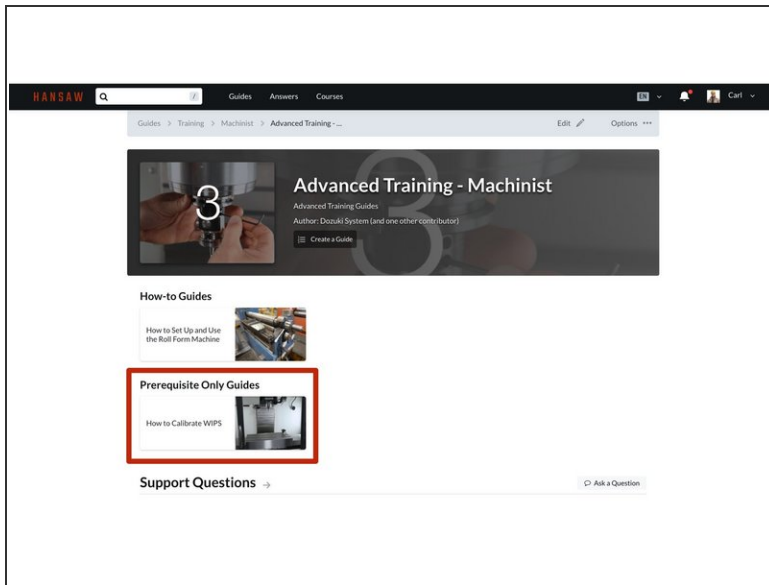 HANSAW
/
Guides
Answers
Courses
EN
Carl
Guides > Training > Machinist > Advanced Training - ...
Edit
Options
3
Advanced Training - Machinist
Advanced Training Guides
Author: Dozuki System (and one other contributor)
Create a Guide
How-to Guides
How to Set Up and Use
the Roll Form Machine
Prerequisite Only Guides
How to Calibrate WIPS
Support Questions →
Ask a Question